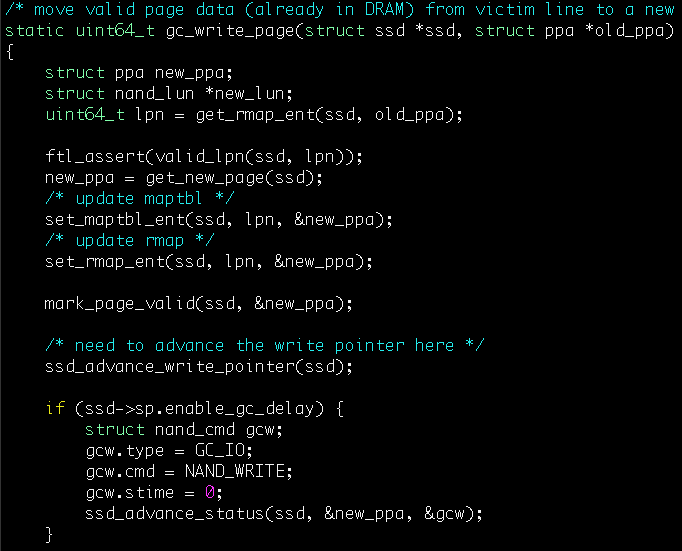 /* move valid page data (already in DRAM) from victim line to a new
static uint64_t gc_write_page(struct ssd *ssd, struct ppa *old_ppa)
{
    struct ppa new_ppa;
    struct nand_lun *new_lun;
    uint64_t lpn = get_rmap_ent(ssd, old_ppa);

    ftl_assert(valid_lpn(ssd, lpn));
    new_ppa = get_new_page(ssd);
    /* update maptbl */
    set_maptbl_ent(ssd, lpn, &new_ppa);
    /* update rmap */
    set_rmap_ent(ssd, lpn, &new_ppa);

    mark_page_valid(ssd, &new_ppa);

    /* need to advance the write pointer here */
    ssd_advance_write_pointer(ssd);

    if (ssd->sp.enable_gc_delay) {
        struct nand_cmd gcw;
        gcw.type = GC_IO;
        gcw.cmd = NAND_WRITE;
        gcw.stime = 0;
        ssd_advance_status(ssd, &new_ppa, &gcw);
    }